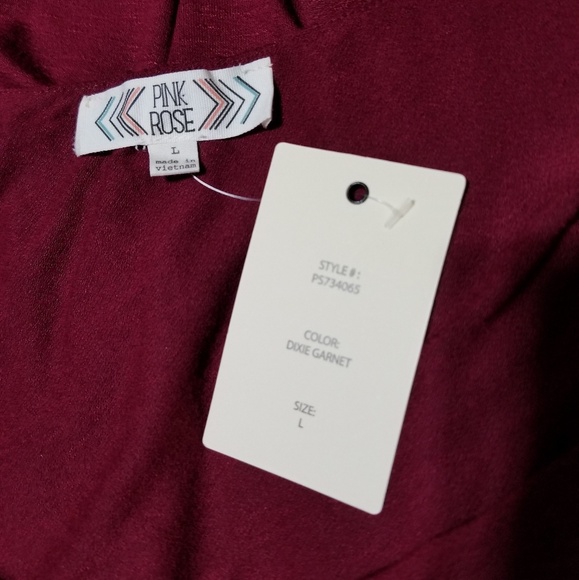 PINK
ROSE
L
made in
vietnam
STYLE # :
PS734065
COLOR:
DIXIE GARNET
SIZE:
L